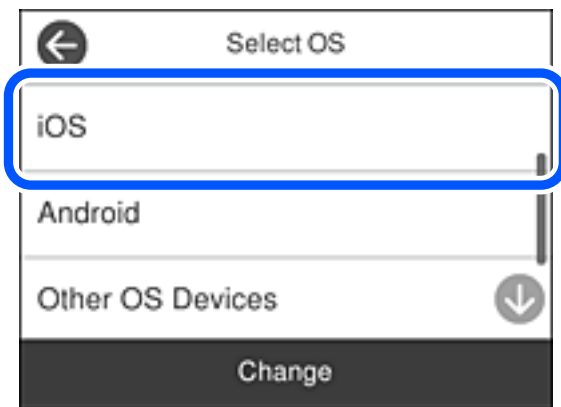 Select OS
iOS
Android
Other OS Devices
Change